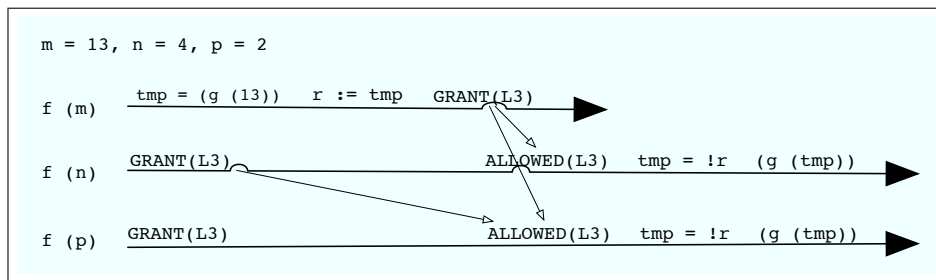 m = 13, n = 4, p = 2
f (m) tmp = (g (13)) r := tmp GRANT(L3)
f (n) GRANT(L3) ALLOWED(L3) tmp = !r (g (tmp))
f (p) GRANT(L3) ALLOWED(L3) tmp = !r (g (tmp))